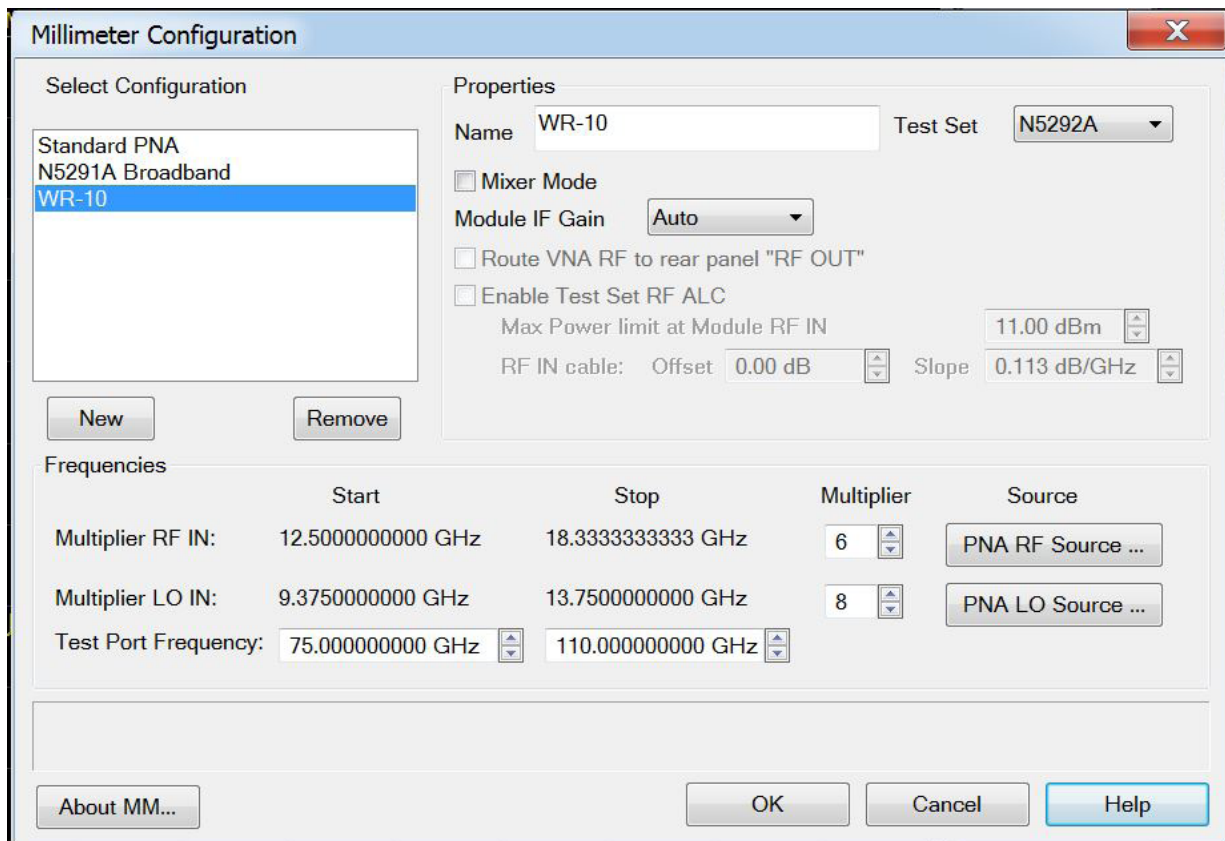 Millimeter Configuration
X
Select Configuration
Standard PNA
N5291A Broadband
WR-10
New Remove
Properties
Name WR-10 Test Set N5292A
Mixer Mode
Module IF Gain Auto
Route VNA RF to rear panel "RF OUT"
Enable Test Set RF ALC
Max Power limit at Module RF IN 11.00 dBm
RF IN cable: Offset 0.00 dB Slope 0.113 dB/GHz
Frequencies
Start Stop Multiplier Source
Multiplier RF IN: 12.5000000000 GHz 18.3333333333 GHz 6 PNA RF Source ...
Multiplier LO IN: 9.3750000000 GHz 13.7500000000 GHz 8 PNA LO Source ...
Test Port Frequency: 75.000000000 GHz 110.000000000 GHz
About MM... OK Cancel Help